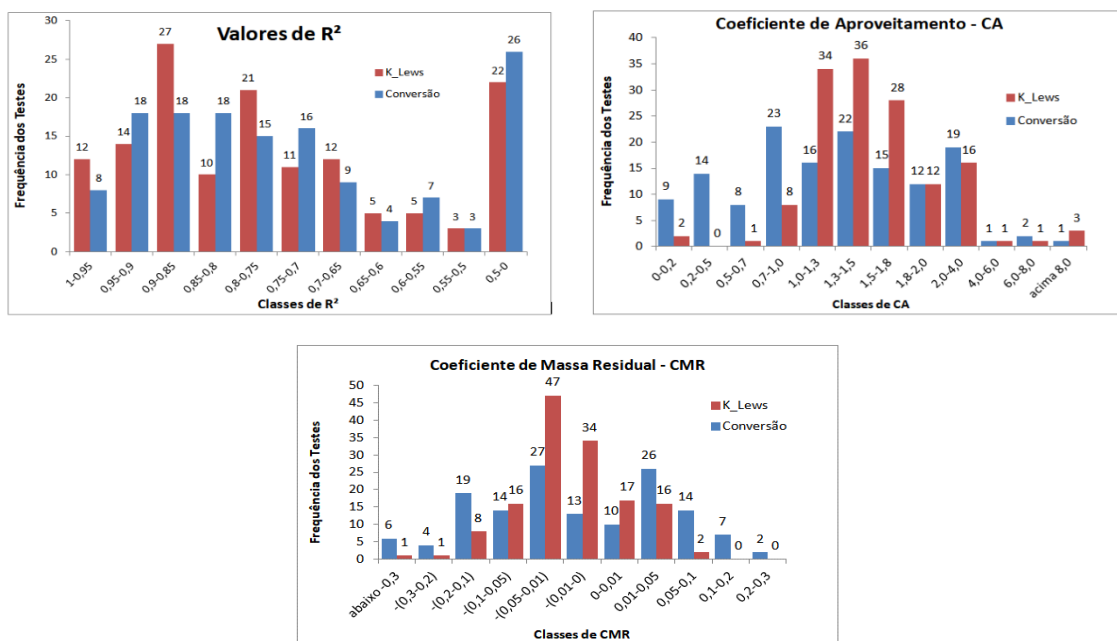 Valores de R²
Frequência dos Testes
30
25
20
15
10
5
0
12 14 27 10 21 11 12 5 5 3 22
8 18 18 18 15 16 9 4 7 3 26
K_Lews
Conversão
1-0,95 0,95-0,9 0,9-0,85 0,85-0,8 0,8-0,75 0,75-0,7 0,7-0,65 0,65-0,6 0,6-0,55 0,55-0,5 0,5-0
Classes de R²
Coeficiente de Aproveitamento - CA
Frequência dos Testes
40
35
30
25
20
15
10
5
0
9 14 8 23 16 22 15 12 19 1 2 1
2 0 1 8 34 36 28 12 16 1 1 3
K_Lews
Conversão
0-0,2 0,2-0,5 0,5-0,7 0,7-1,0 1,0-1,3 1,3-1,5 1,5-1,8 1,8-2,0 2,0-4,0 4,0-6,0 6,0-8,0 acima 8,0
Classes de CA
Coeficiente de Massa Residual - CMR
Frequência dos Testes
50
45
40
35
30
25
20
15
10
5
0
6 4 19 14 27 13 10 26 14 7 2
1 1 8 16 47 34 17 16 2 0 0
K_Lews
Conversão
abaixo -0,3 -(0,3-0,2) -(0,2-0,1) -(0,1-0,05) -(0,05-0,01) -(0,01-0) 0-0,01 0,01-0,05 0,05-0,1 0,1-0,2 0,2-0,3
Classes de CMR